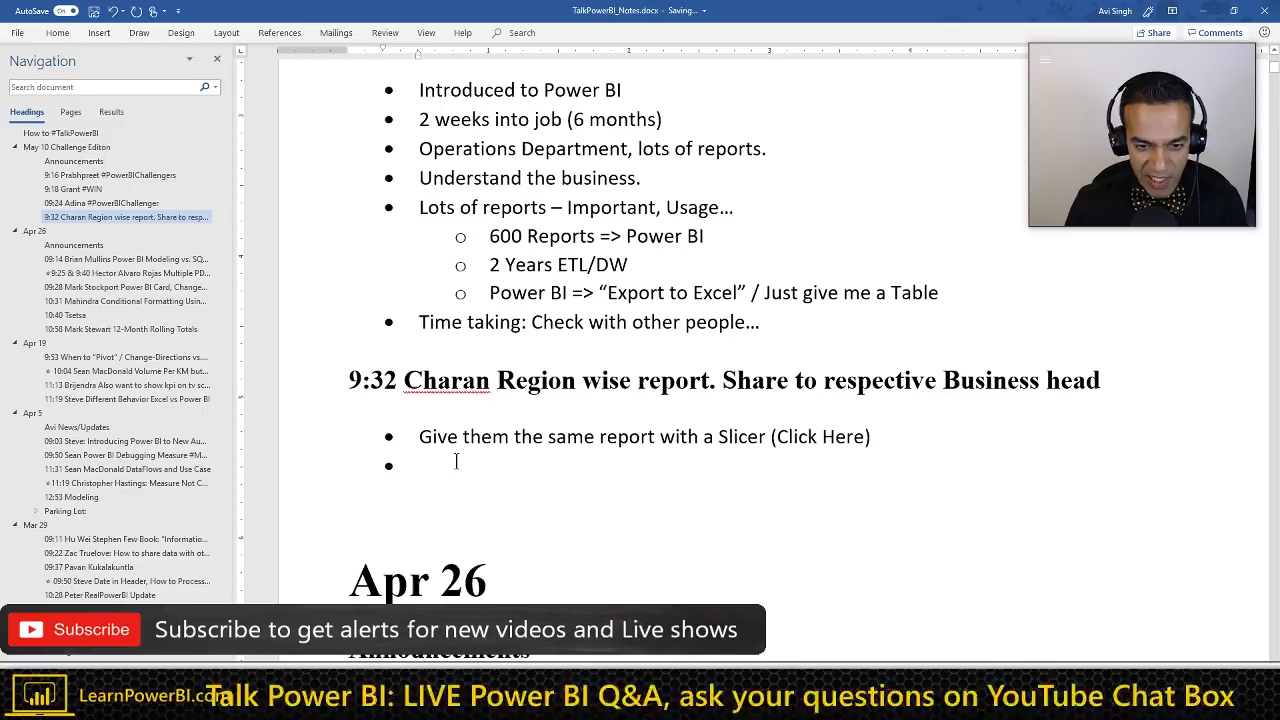 AutoSave On
TalkPowerBI_Notes.docx - Saving...
Avi Singh
File Home Insert Draw Design Layout References Mailings Review View Help Search
Share Comments
Navigation
Search document
Headings Pages Results
How to #TalkPowerBI
May 10 Challenge Editon
Announcements
9:16 Prabhpreet #PowerBIChallengers
9:18 Grant #WIN
09:24 Adina #PowerBIChallenger
9:32 Charan Region wise report. Share to resp...
Apr 26
Announcements
09:14 Brian Mullins Power BI Modeling vs. SQ...
9:25 & 9:40 Hector Alvaro Rojas Multiple PD...
09:28 Mark Stockport Power BI Card, Change...
10:31 Mahindra Conditional Formatting Usin...
10:40 Tsetsa
10:58 Mark Stewart 12-Month Rolling Totals
Apr 19
9:53 When to "Pivot" / Change-Directions vs....
10:04 Sean MacDonald Volume Per KM but...
11:13 Brijendra Also want to show kpi on tv sc...
11:19 Steve Different Behavior Excel vs Power BI
Apr 5
Avi News/Updates
09:03 Steve: Introducing Power BI to New Au...
09:50 Sean Power BI Debugging Measure #M...
11:31 Sean MacDonald DataFlows and Use Case
11:19 Christopher Hastings: Measure Not C...
12:53 Modeling
Parking Lot:
Mar 29
09:11 Hu Wei Stephen Few Book: "Informatio...
09:22 Zac Truelove: How to share data with ot...
09:37 Pavan Kukalakuntla
09:50 Steve Date in Header, How to Process...
10:28 Peter RealPowerBI Update
Introduced to Power BI
2 weeks into job (6 months)
Operations Department, lots of reports.
Understand the business.
Lots of reports – Important, Usage…
600 Reports => Power BI
2 Years ETL/DW
Power BI => “Export to Excel” / Just give me a Table
Time taking: Check with other people…
9:32 Charan Region wise report. Share to respective Business head
Give them the same report with a Slicer (Click Here)
Apr 26
Announcements
Subscribe
Subscribe to get alerts for new videos and Live shows
LearnPowerBI.co
Talk Power BI: LIVE Power BI Q&A, ask your questions on YouTube Chat Box